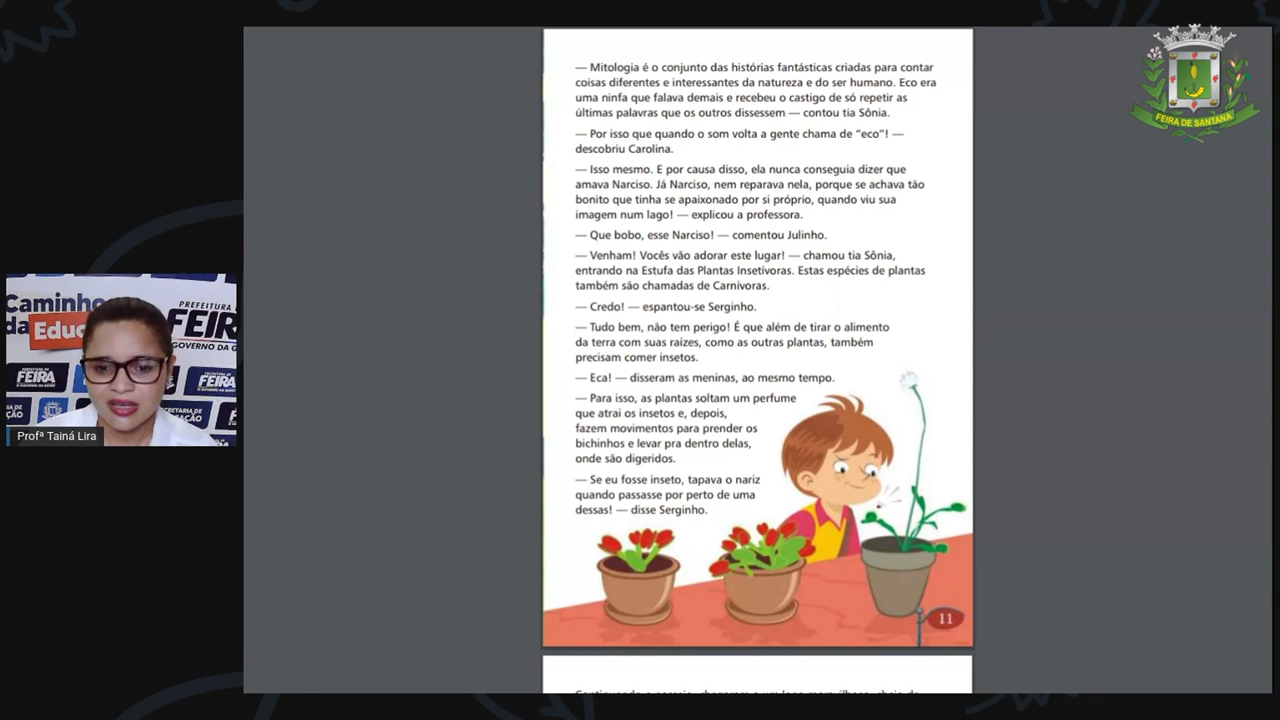 — Mitologia é o conjunto das histórias fantásticas criadas para contar
coisas diferentes e interessantes da natureza e do ser humano. Eco era
uma ninfa que falava demais e recebeu o castigo de só repetir as
últimas palavras que os outros dissessem — contou tia Sônia.
— Por isso que quando o som volta a gente chama de “eco”! —
descobriu Carolina.
— Isso mesmo. E por causa disso, ela nunca conseguia dizer que
amava Narciso. Já Narciso, nem reparava nela, porque se achava tão
bonito que tinha se apaixonado por si próprio, quando viu sua
imagem num lago! — explicou a professora.
— Que bobo, esse Narciso! — comentou Julinho.
— Venham! Vocês vão adorar este lugar! — chamou tia Sônia,
entrando na Estufa das Plantas Insetívoras. Estas espécies de plantas
também são chamadas de Carnívoras.
— Credo! — espantou-se Serginho.
— Tudo bem, não tem perigo! É que além de tirar o alimento
da terra com suas raízes, como as outras plantas, também
precisam comer insetos.
— Eca! — disseram as meninas, ao mesmo tempo.
— Para isso, as plantas soltam um perfume
que atrai os insetos e, depois,
fazem movimentos para prender os
bichinhos e levar pra dentro delas,
onde são digeridos.
— Se eu fosse inseto, tapava o nariz
quando passasse por perto de uma
dessas! — disse Serginho.
11
FEIRA DE SANTANA
Caminho
da Educ
PREFEITURA
FEIR
GOVERNO DA
FEIRA
FEIRA
Profª Tainá Lira